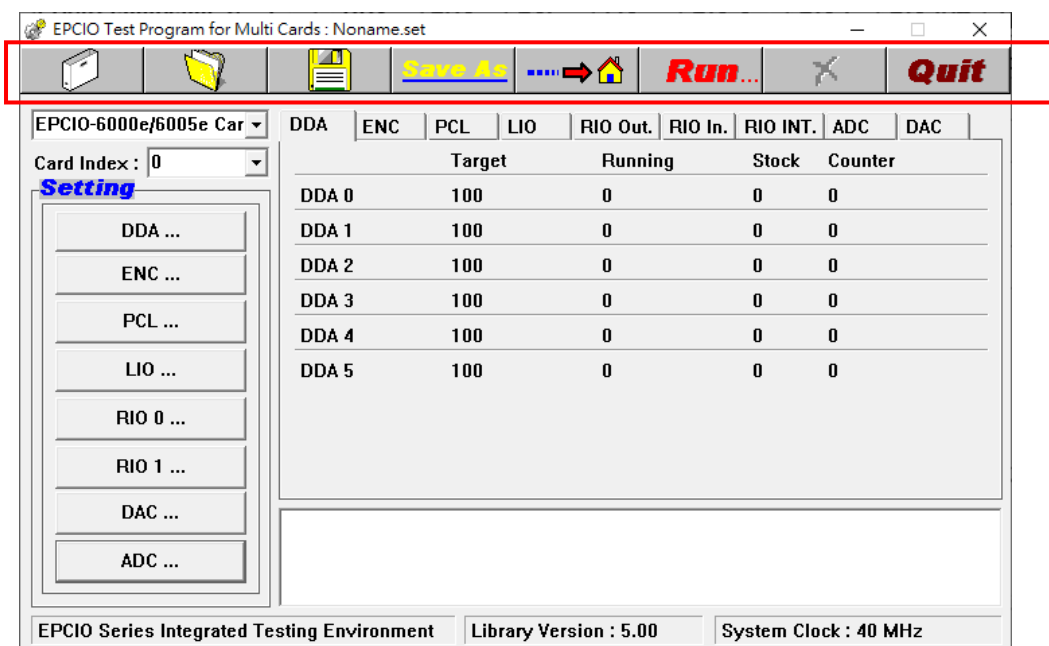 EPCIO Test Program for Multi Cards : Noname.set
Save As Run... Quit
EPCIO-6000e/6005e Car
Card Index : 0
Setting
DDA ...
ENC ...
PCL ...
LIO ...
RIO 0 ...
RIO 1 ...
DAC ...
ADC ...
DDA ENC PCL LIO RIO Out. RIO In. RIO INT. ADC DAC
Target Running Stock Counter
DDA 0 100 0 0 0
DDA 1 100 0 0 0
DDA 2 100 0 0 0
DDA 3 100 0 0 0
DDA 4 100 0 0 0
DDA 5 100 0 0 0
EPCIO Series Integrated Testing Environment Library Version : 5.00 System Clock : 40 MHz